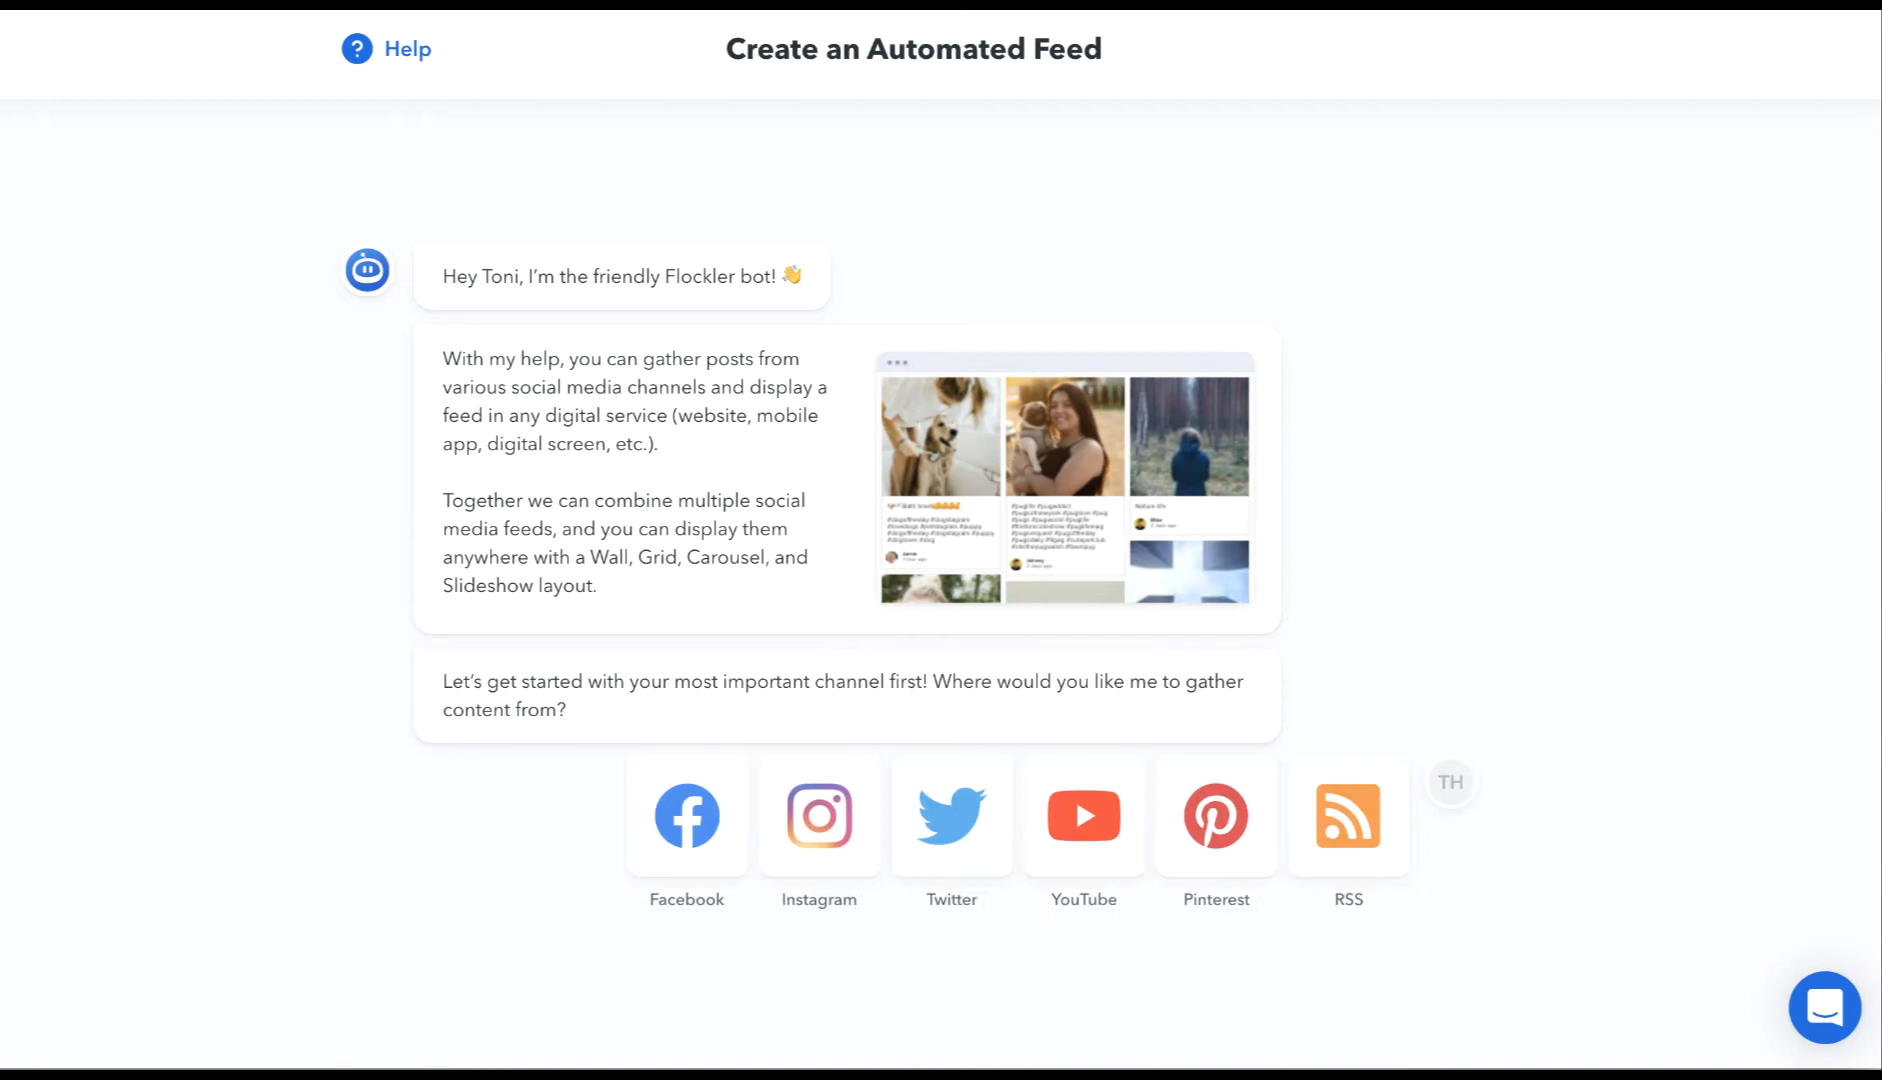 Help
Create an Automated Feed
Hey Toni, I'm the friendly Flockler bot! 👋
With my help, you can gather posts from
various social media channels and display a
feed in any digital service (website, mobile
app, digital screen, etc.).
Together we can combine multiple social
media feeds, and you can display them
anywhere with a Wall, Grid, Carousel, and
Slideshow layout.
Nature life
Mike
Let's get started with your most important channel first! Where would you like me to gather
content from?
TH
Facebook
Instagram
Twitter
YouTube
Pinterest
RSS